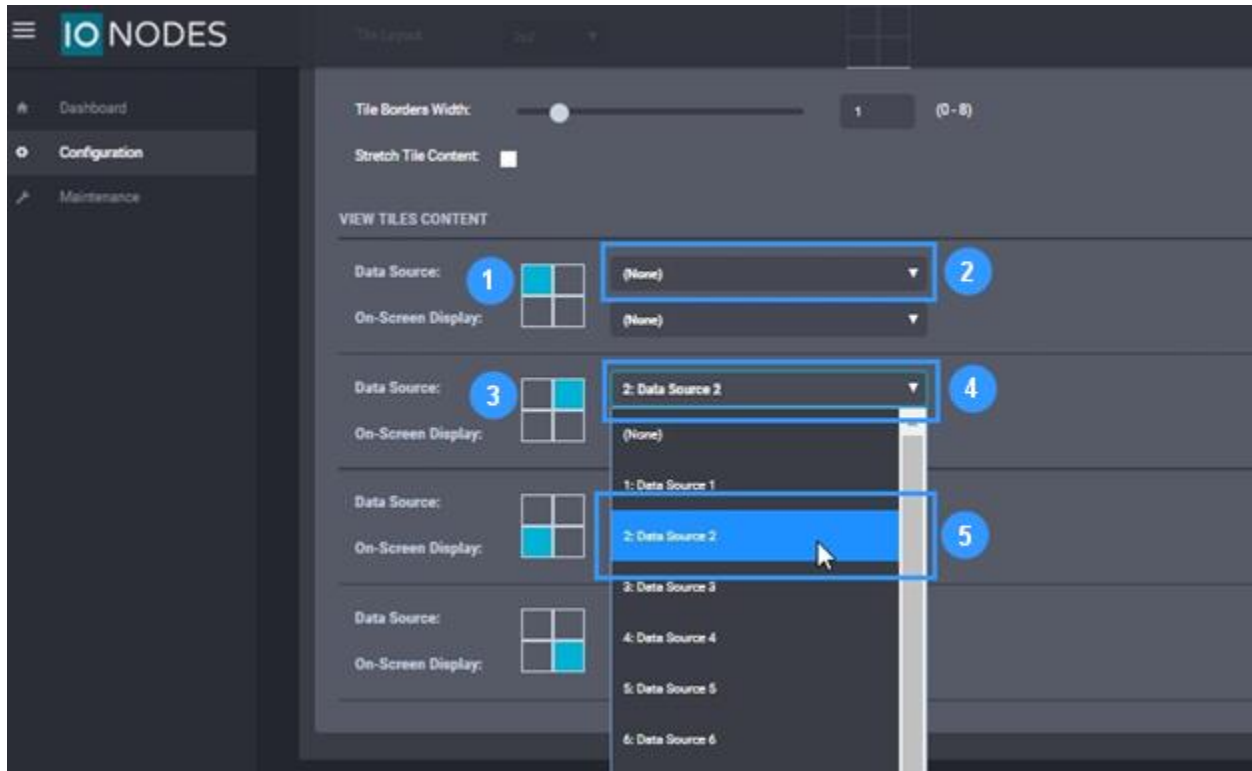 IO NODES
Tile Layout: 2x2
Dashboard
Configuration
Maintenance
Tile Borders Width: 1 (0 - 8)
Stretch Tile Content:
VIEW TILES CONTENT
Data Source: 1 (None) 2
On-Screen Display: (None)
Data Source: 3 2: Data Source 2 4
On-Screen Display: (None)
1: Data Source 1
Data Source:
2: Data Source 2 5
On-Screen Display:
3: Data Source 3
Data Source:
4: Data Source 4
On-Screen Display:
5: Data Source 5
6: Data Source 6